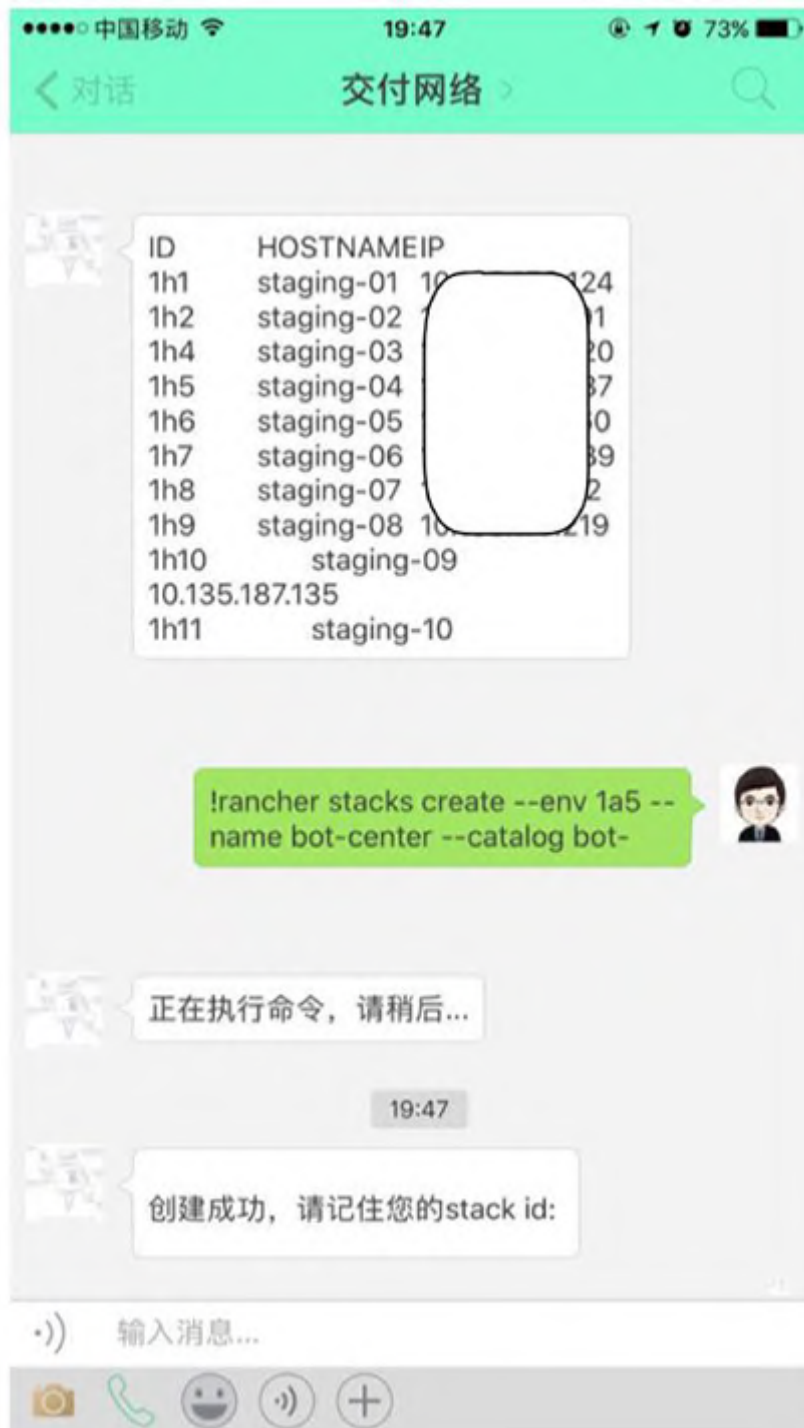 中国移动 19:47 73%
对话 交付网络
ID HOSTNAMEIP
1h1 staging-01 10 124
1h2 staging-02
1h4 staging-03 20
1h5 staging-04 37
1h6 staging-05
1h7 staging-06 39
1h8 staging-07 2
1h9 staging-08 10. 219
1h10 staging-09
10.135.187.135
1h11 staging-10
!rancher stacks create --env 1a5 --
name bot-center --catalog bot-
正在执行命令，请稍后...
19:47
创建成功，请记住您的stack id:
输入消息...